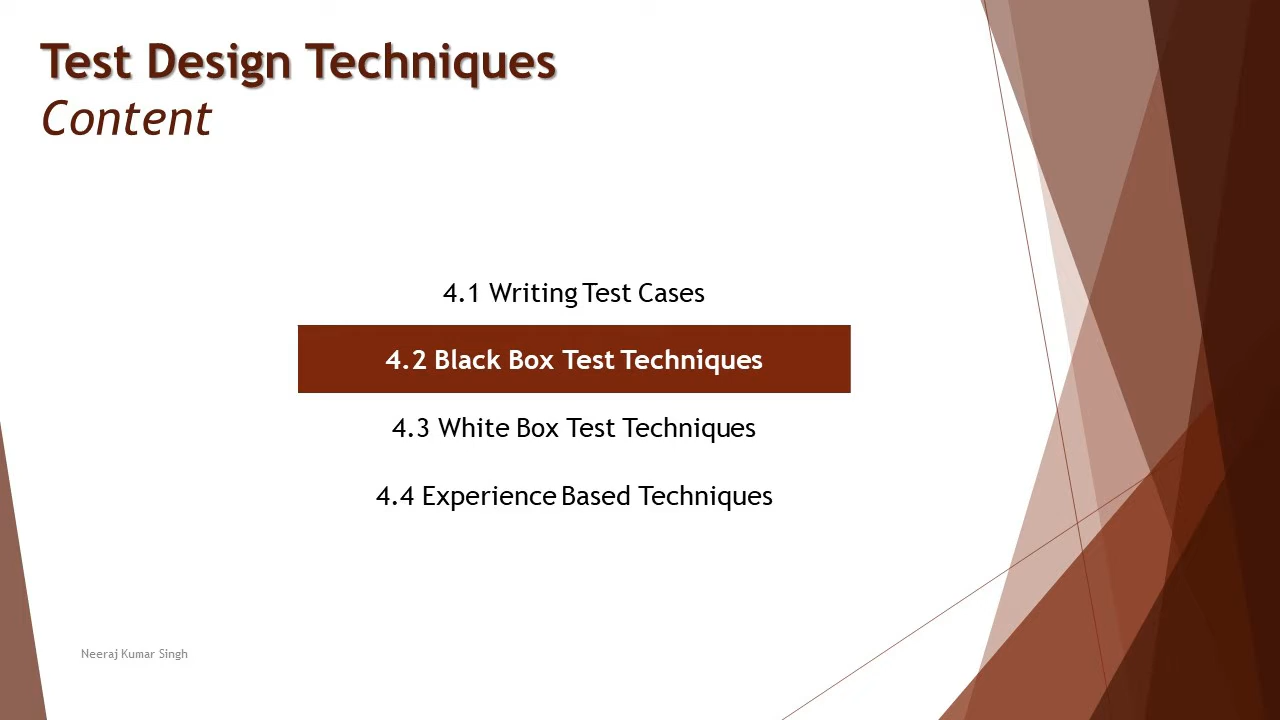 Test Design Techniques
Content
4.1 Writing Test Cases
4.2 Black Box Test Techniques
4.3 White Box Test Techniques
4.4 Experience Based Techniques
Neeraj Kumar Singh